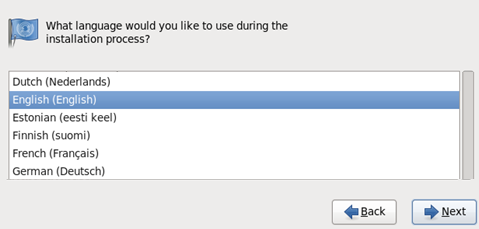 What language would you like to use during the
installation process?
Dutch (Nederlands)
English (English)
Estonian (eesti keel)
Finnish (suomi)
French (Français)
German (Deutsch)
Back
Next